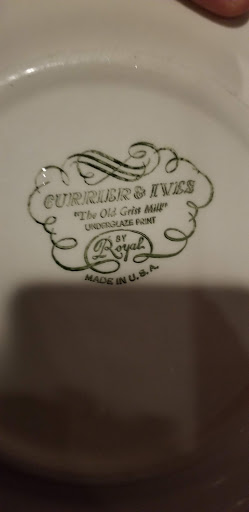 CURRIER & IVES
"The Old Grist Mill"
UNDERGLAZE PRINT
BY
Royal
MADE IN U.S.A.